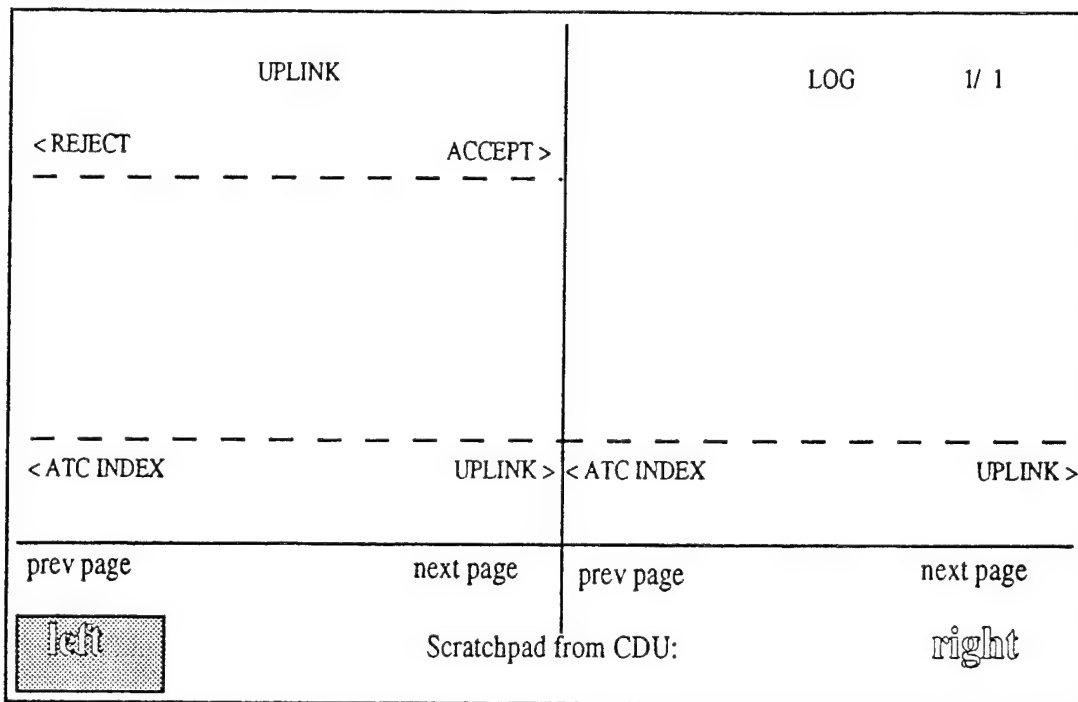 UPLINK
LOG 1/ 1
< REJECT ACCEPT >
< ATC INDEX UPLINK > < ATC INDEX UPLINK >
prev page next page prev page next page
left Scratchpad from CDU: right